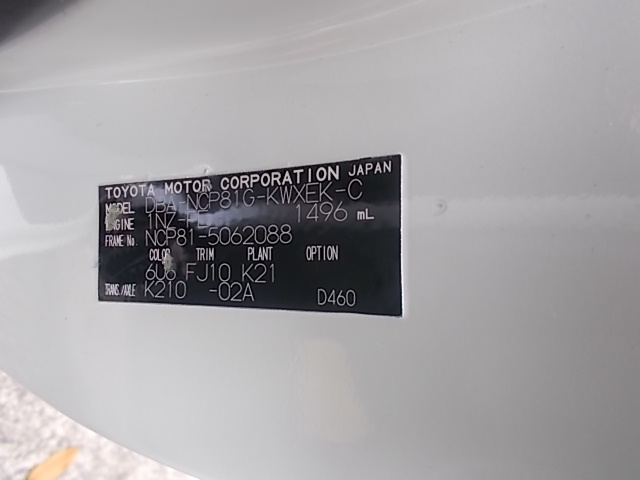 TOYOTA MOTOR CORPORATION JAPAN
MODEL DBA-NCP81G-KWXEK-C
ENGINE 1NZ-FE 1496 mL
FRAME No. NCP81-5062088
COLOR TRIM PLANT OPTION
6U6 FJ10 K21
TRANS./AXLE K210 -02A D460